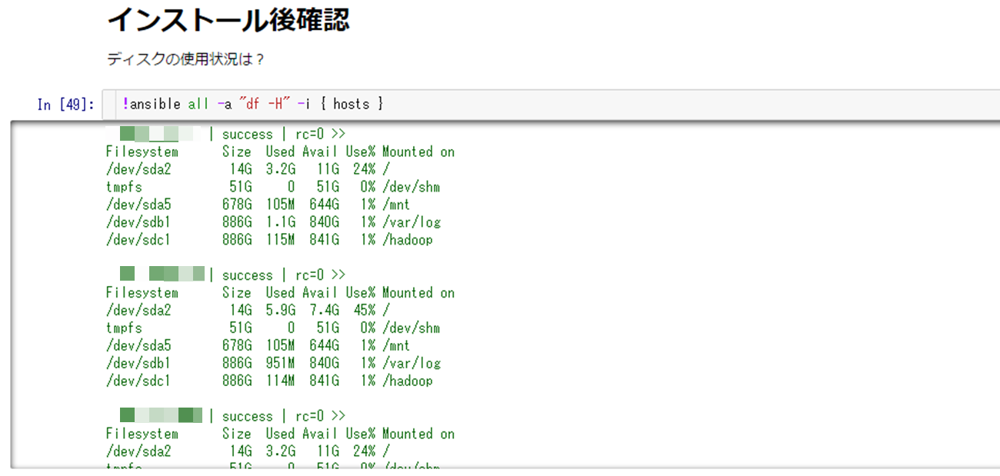 インストール後確認
ディスクの使用状況は？
In [49]: !ansible all -a "df -H" -i { hosts }
| success | rc=0 >>
Filesystem Size Used Avail Use% Mounted on
/dev/sda2 14G 3.2G 11G 24% /
tmpfs 51G 0 51G 0% /dev/shm
/dev/sda5 678G 105M 644G 1% /mnt
/dev/sdb1 886G 1.1G 840G 1% /var/log
/dev/sdc1 886G 115M 841G 1% /hadoop
| success | rc=0 >>
Filesystem Size Used Avail Use% Mounted on
/dev/sda2 14G 5.9G 7.4G 45% /
tmpfs 51G 0 51G 0% /dev/shm
/dev/sda5 678G 105M 644G 1% /mnt
/dev/sdb1 886G 951M 840G 1% /var/log
/dev/sdc1 886G 114M 841G 1% /hadoop
| success | rc=0 >>
Filesystem Size Used Avail Use% Mounted on
/dev/sda2 14G 3.2G 11G 24% /
tmpfs 51G 0 51G 0% /dev/shm